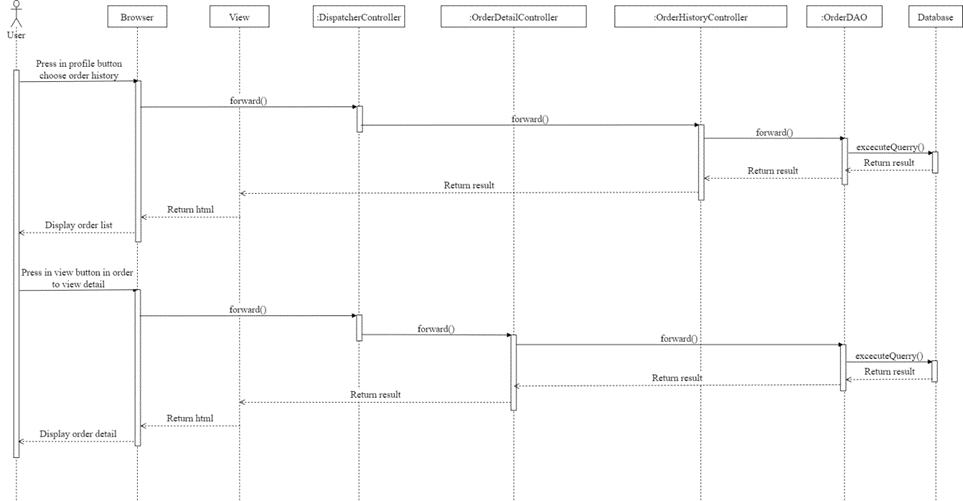 Browser
View
:DispatcherController
:OrderDetailController
:OrderHistoryController
:OrderDAO
Database
User
Press in profile button
choose order history
forward()
forward()
forward()
excecuteQuerry()
Return result
Return result
Return result
Return html
Display order list
Press in view button in order
to view detail
forward()
forward()
forward()
excecuteQuerry()
Return result
Return result
Return result
Return html
Display order detail